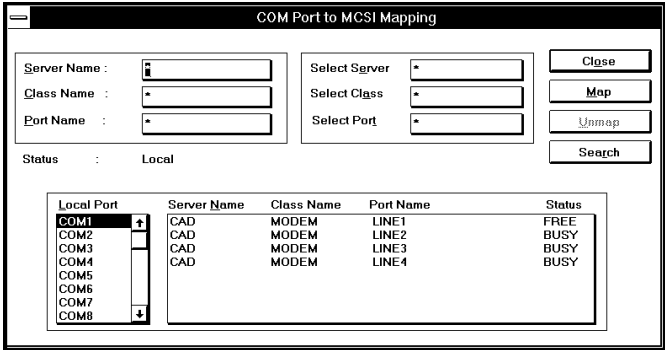 COM Port to MCSI Mapping
Server Name : * Select Server * Close
Class Name : * Select Class * Map
Port Name : * Select Port * Unmap
Status : Local Search
Local Port Server Name Class Name Port Name Status
COM1 CAD MODEM LINE1 FREE
COM2 CAD MODEM LINE2 BUSY
COM3 CAD MODEM LINE3 BUSY
COM4 CAD MODEM LINE4 BUSY
COM5
COM6
COM7
COM8